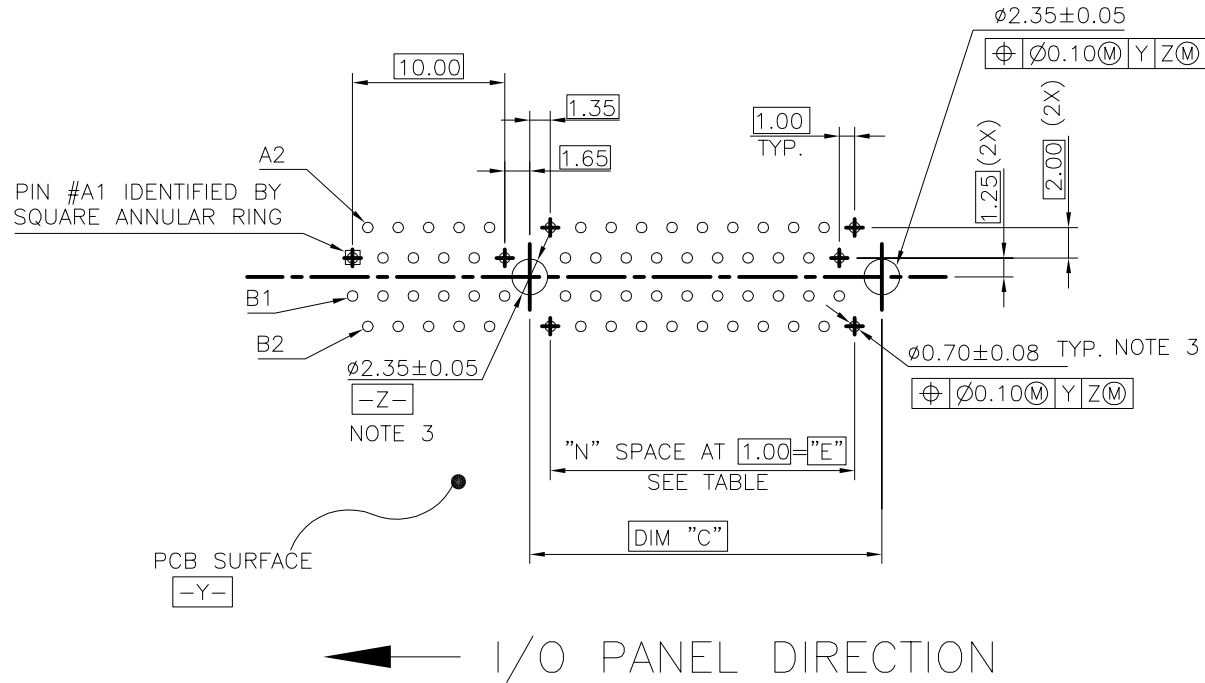 ø2.35±0.05
⌖ Ø0.10Ⓜ Y ZⓂ
10.00
1.35
1.65
1.00
TYP.
1.25 (2X)
2.00 (2X)
A2
PIN #A1 IDENTIFIED BY
SQUARE ANNULAR RING
B1
B2
ø2.35±0.05
-Z-
NOTE 3
ø0.70±0.08 TYP. NOTE 3
⌖ Ø0.10Ⓜ Y ZⓂ
"N" SPACE AT 1.00="E"
SEE TABLE
DIM "C"
PCB SURFACE
-Y-
I/O PANEL DIRECTION